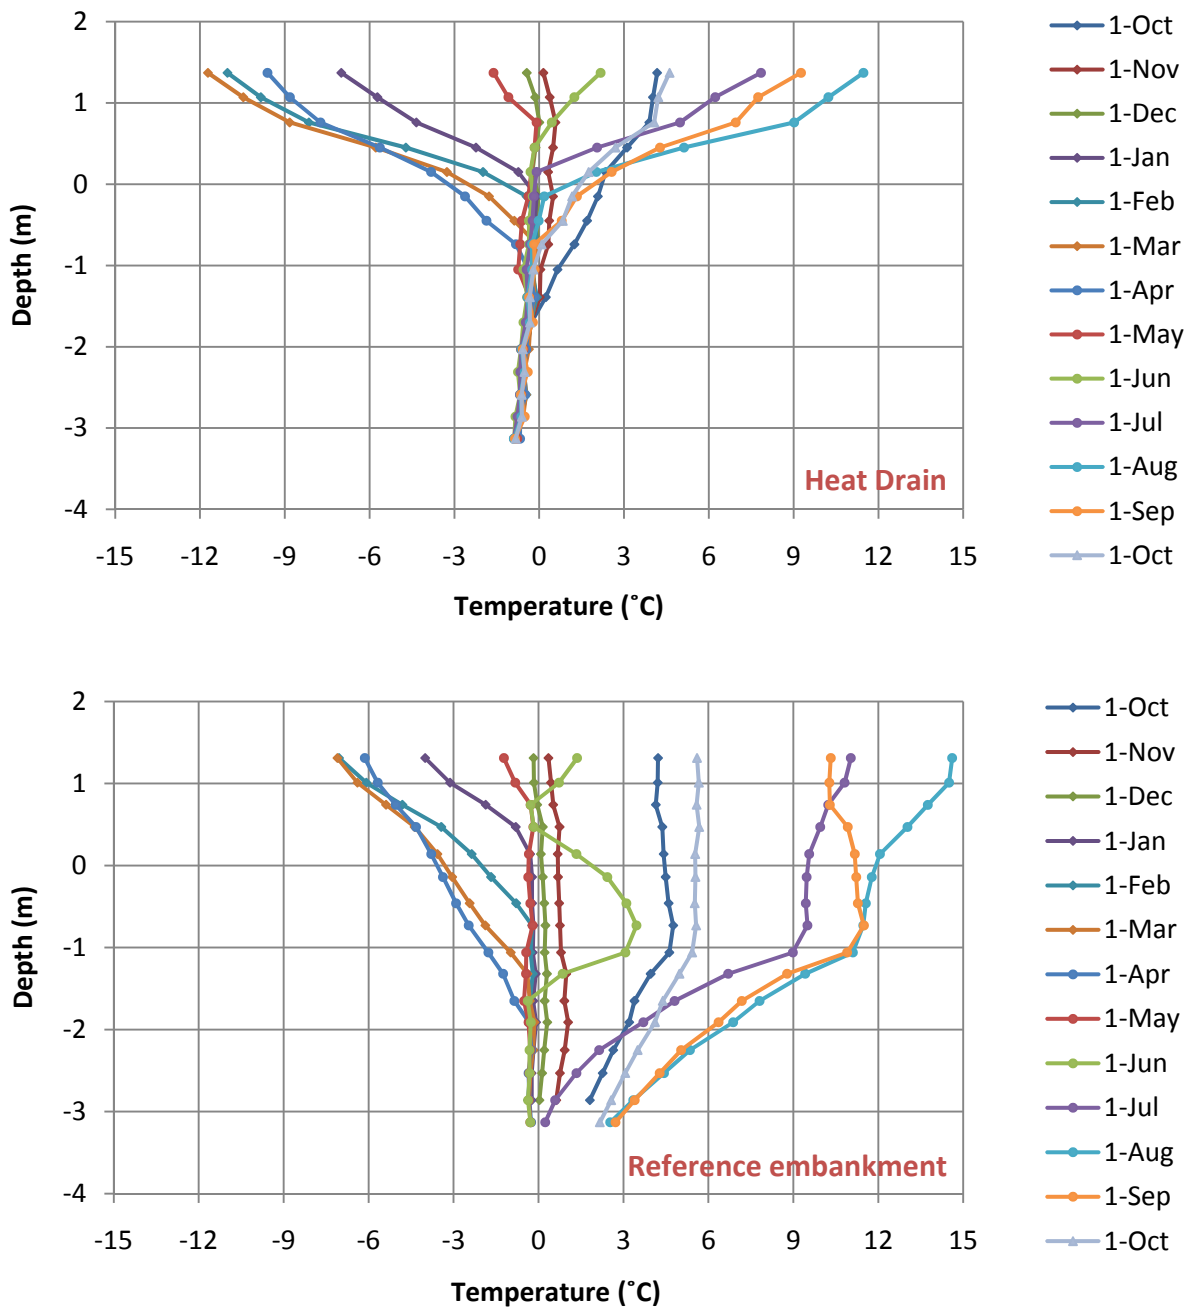 2
1
0
-1
-2
-3
-4
Depth (m)
-15 -12 -9 -6 -3 0 3 6 9 12 15
Temperature (˚C)
Heat Drain
1-Oct
1-Nov
1-Dec
1-Jan
1-Feb
1-Mar
1-Apr
1-May
1-Jun
1-Jul
1-Aug
1-Sep
1-Oct
2
1
0
-1
-2
-3
-4
Depth (m)
-15 -12 -9 -6 -3 0 3 6 9 12 15
Temperature (˚C)
Reference embankment
1-Oct
1-Nov
1-Dec
1-Jan
1-Feb
1-Mar
1-Apr
1-May
1-Jun
1-Jul
1-Aug
1-Sep
1-Oct